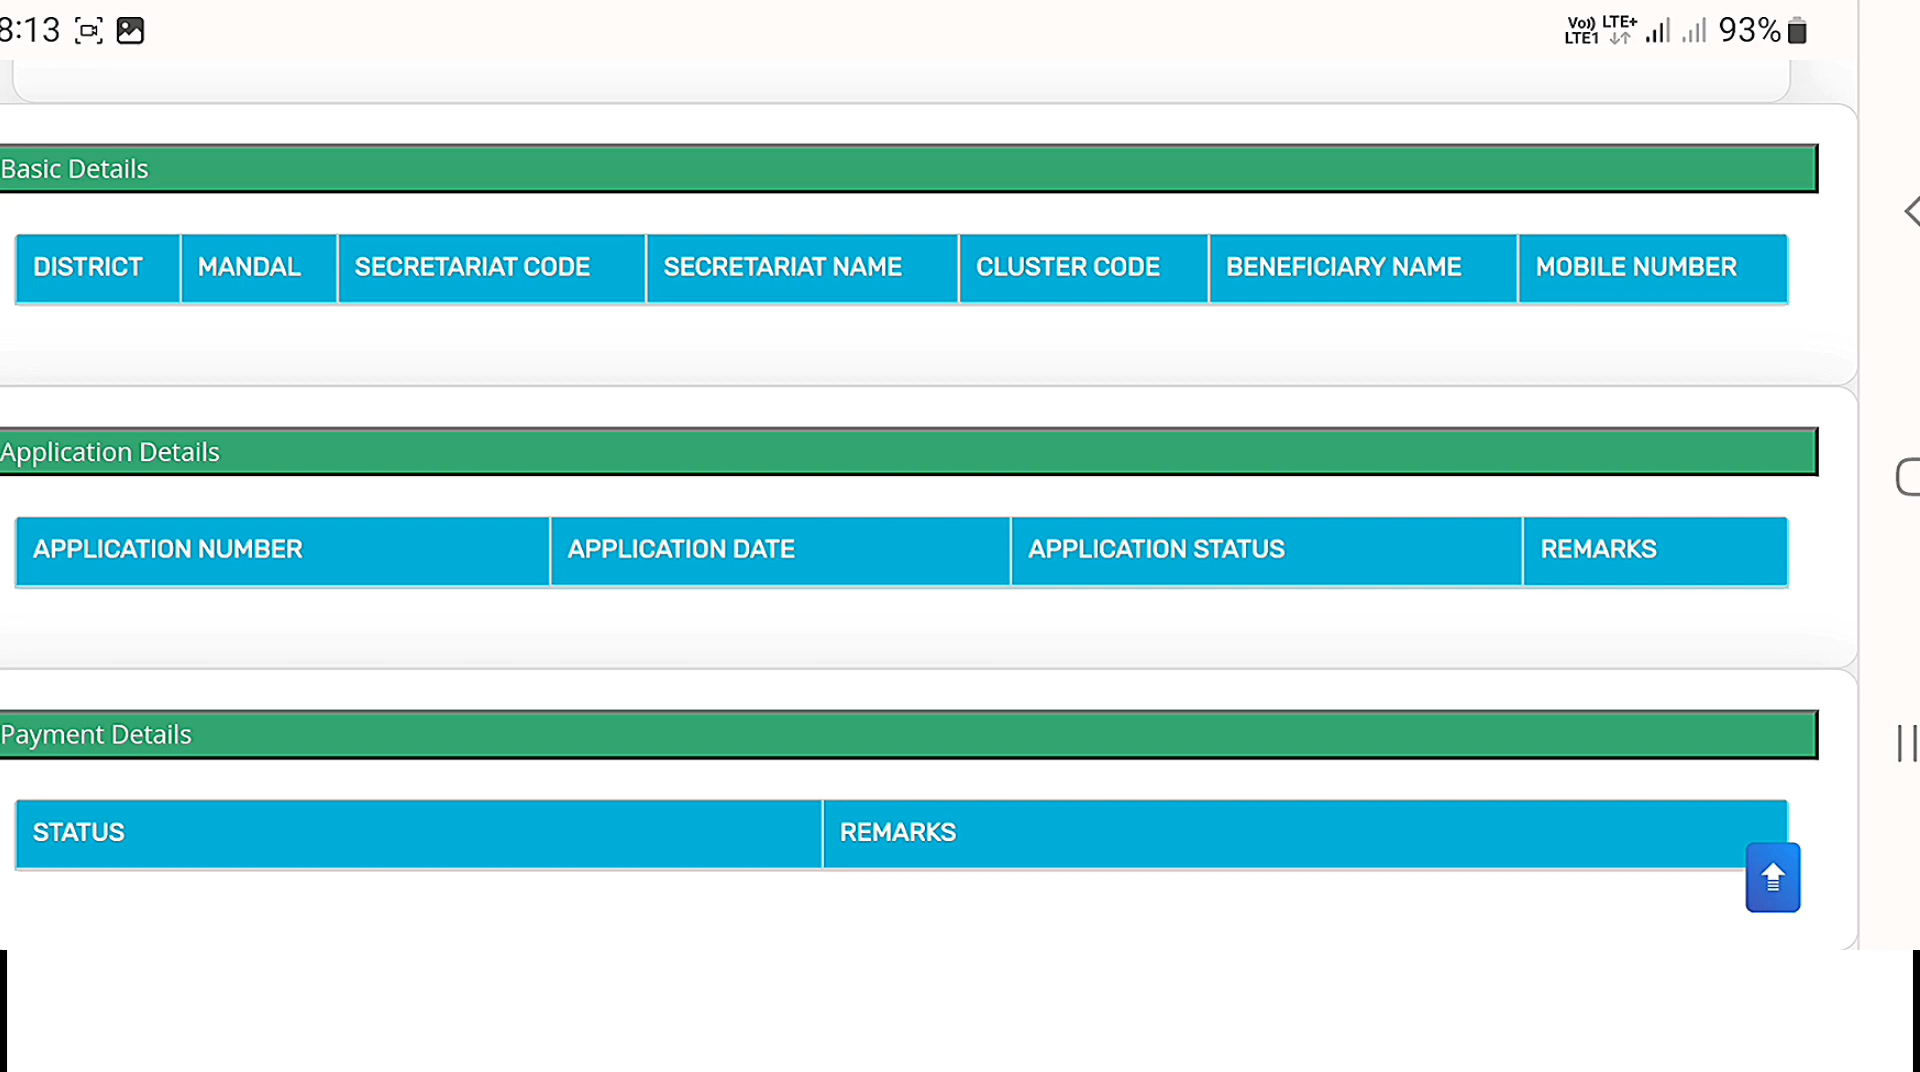 8:13 Vo)) LTE1 LTE+ 93%
Basic Details
DISTRICT MANDAL SECRETARIAT CODE SECRETARIAT NAME CLUSTER CODE BENEFICIARY NAME MOBILE NUMBER
Application Details
APPLICATION NUMBER APPLICATION DATE APPLICATION STATUS REMARKS
Payment Details
STATUS REMARKS